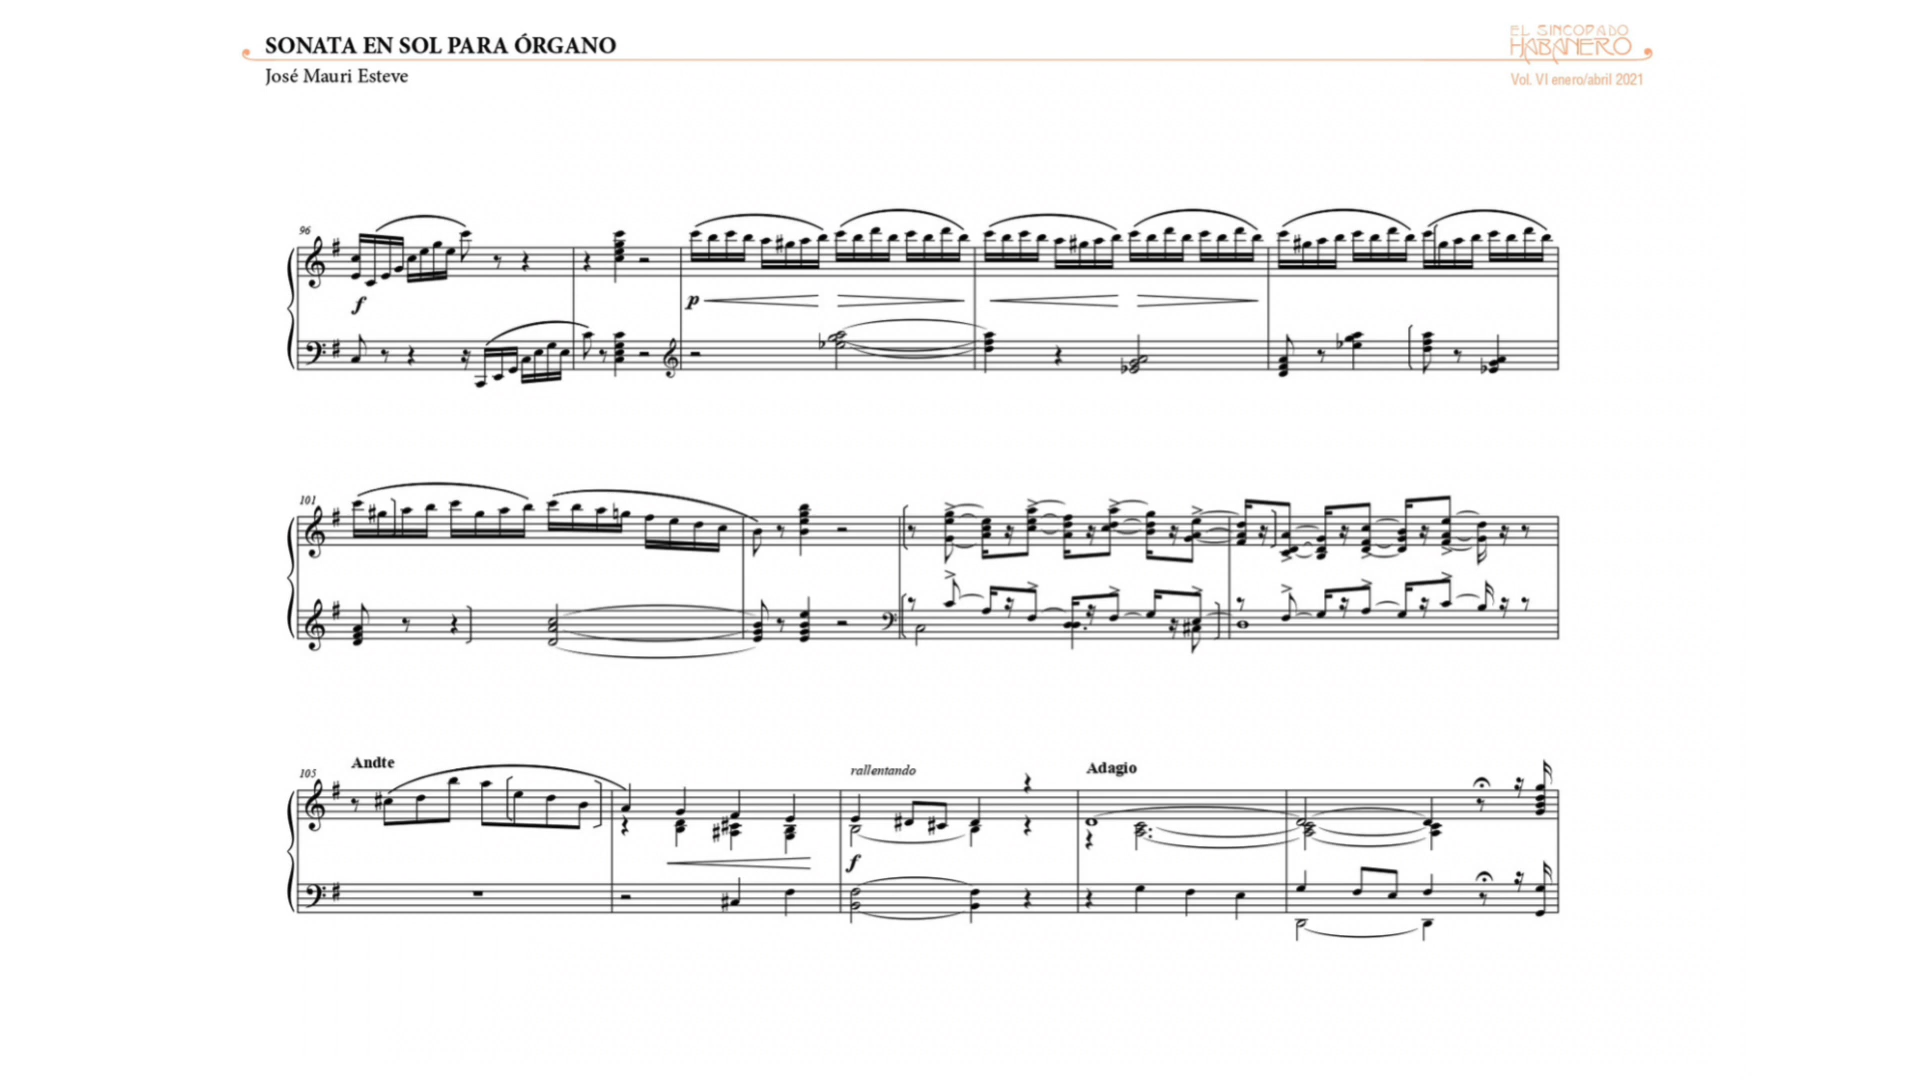 SONATA EN SOL PARA ÓRGANO
José Mauri Esteve
EL SINCOPADO
HABANERO
Vol. VI enero/abril 2021
96
f
p
101
105
Andte
rallentando
Adagio
f